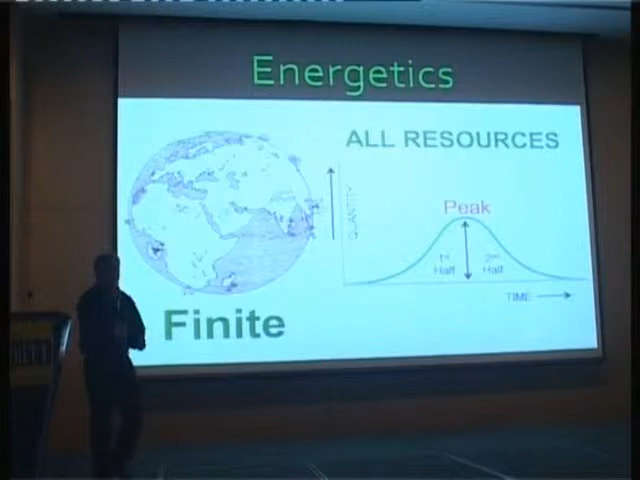 Energetics
ALL RESOURCES
QUANTITY
Peak
1st 2nd
Half Half
TIME
Finite